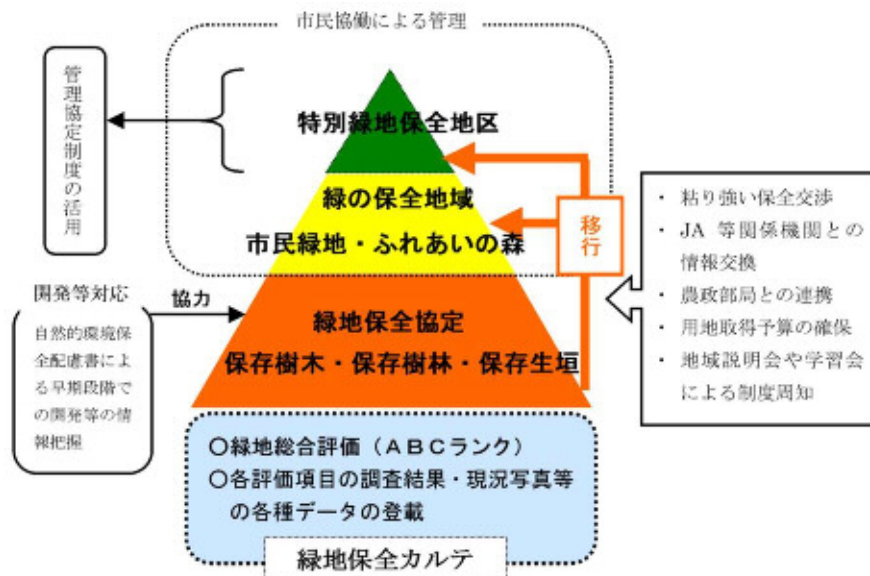 市民協働による管理
管理協定制度の活用
特別緑地保全地区
緑の保全地域
市民緑地・ふれあいの森
移行
・ 粘り強い保全交渉
・ JA 等関係機関との
情報交換
・ 農政部局との連携
・ 用地取得予算の確保
・ 地域説明会や学習会
による制度周知
開発等対応
協力
自然的環境保
全配慮書によ
る早期段階で
の開発等の情
報把握
緑地保全協定
保存樹木・保存樹林・保存生垣
○緑地総合評価（ＡＢＣランク）
○各評価項目の調査結果・現況写真等
の各種データの登載
緑地保全カルテ